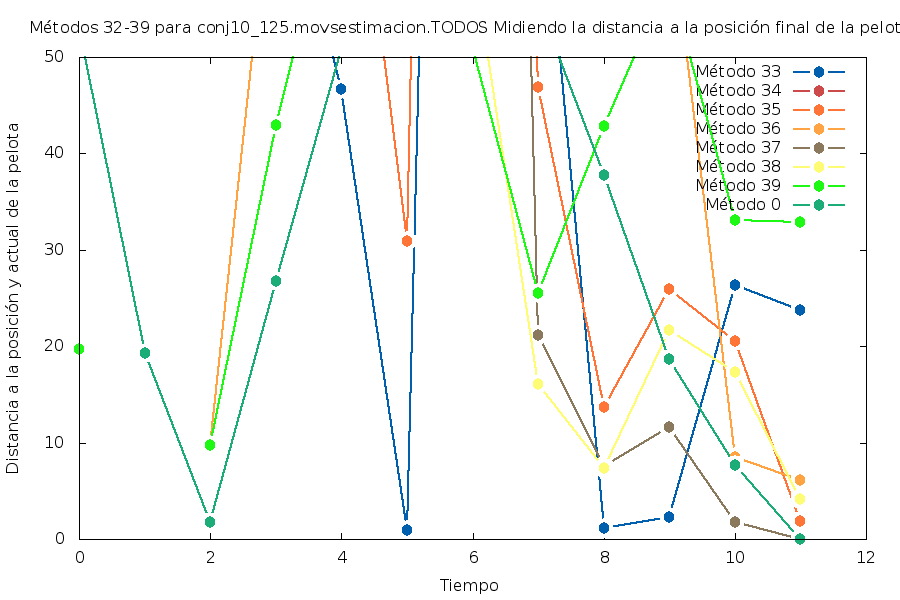 Métodos 32-39 para conj10_125.movsestimacion.TODOS Midiendo la distancia a la posición final de la pelot
Distancia a la posición y actual de la pelota
50
40
30
20
10
0
0 2 4 6 8 10 12
Tiempo
Método 33
Método 34
Método 35
Método 36
Método 37
Método 38
Método 39
Método 0